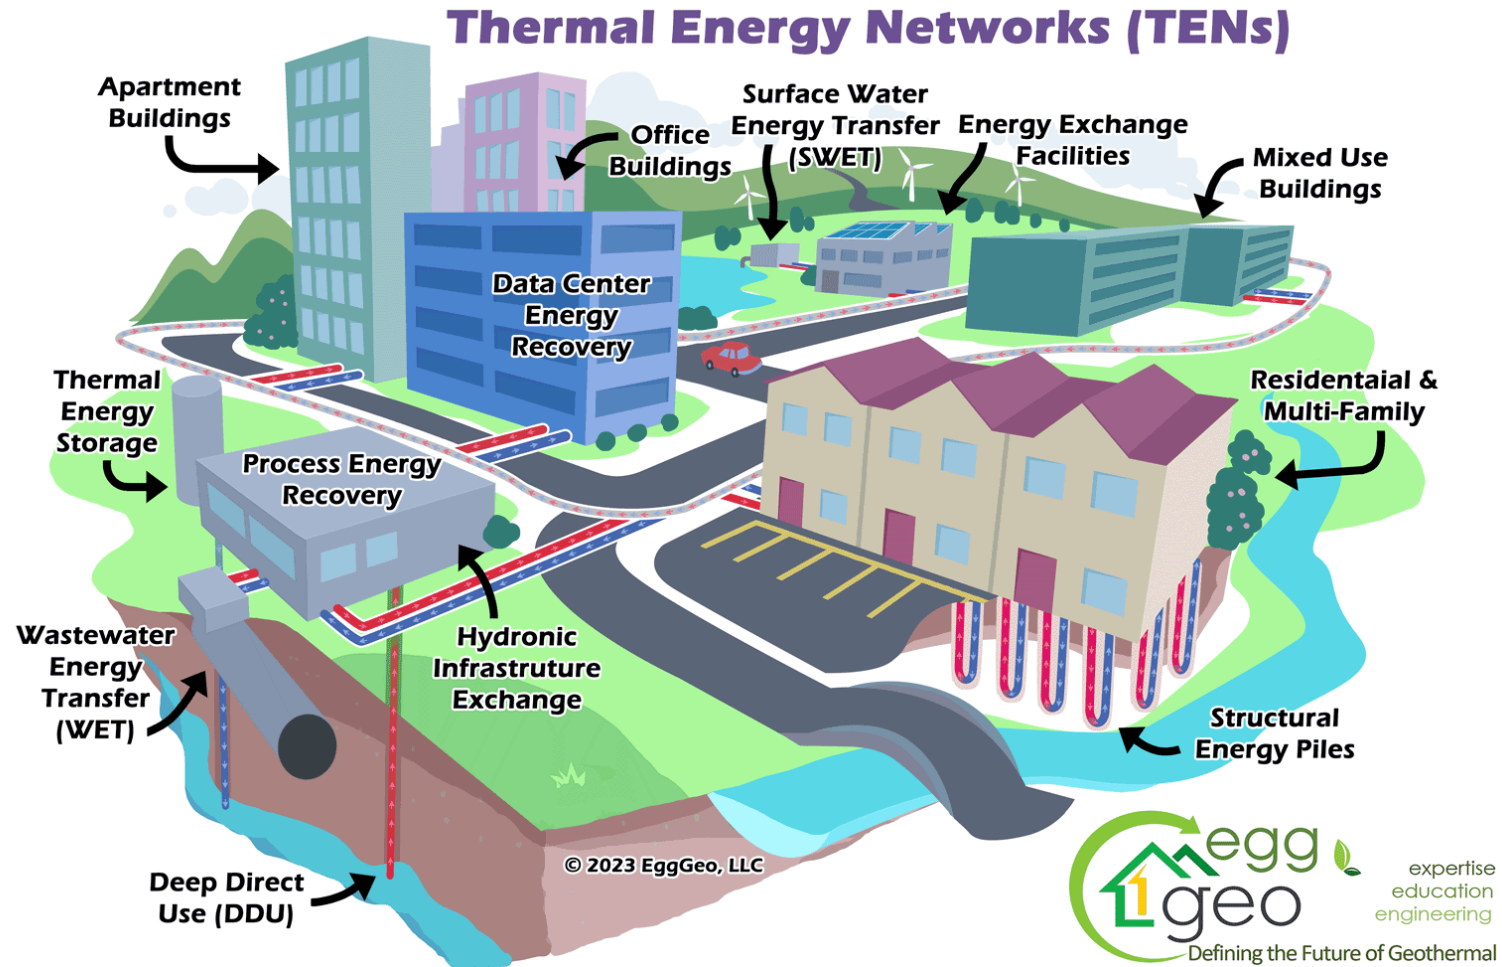 Thermal Energy Networks (TENs)
Apartment
Buildings
Office
Buildings
Surface Water
Energy Transfer
(SWET)
Energy Exchange
Facilities
Mixed Use
Buildings
Data Center
Energy
Recovery
Thermal
Energy
Storage
Process Energy
Recovery
Residentaial &
Multi-Family
Wastewater
Energy
Transfer
(WET)
Hydronic
Infrastruture
Exchange
Structural
Energy Piles
Deep Direct
Use (DDU)
© 2023 EggGeo, LLC
egg
geo
expertise
education
engineering
Defining the Future of Geothermal